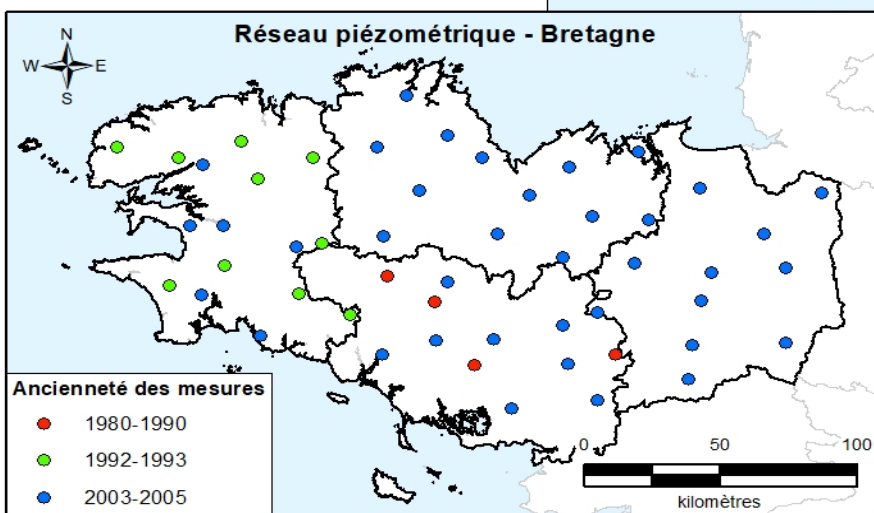 Réseau piézométrique - Bretagne
N
W E
S
Ancienneté des mesures
1980-1990
1992-1993
2003-2005
0 50 100
kilomètres